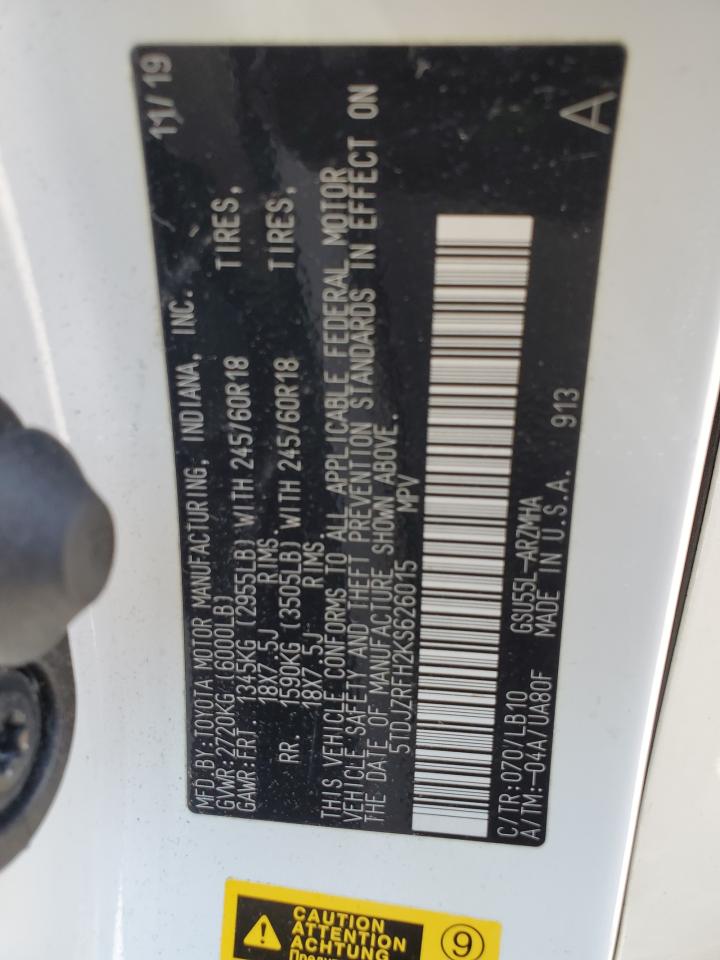 MFD.BY:TOYOTA MOTOR MANUFACTURING, INDIANA, INC. 11/19
GVWR:2720KG (6000LB)
GAWR:FRT. 1345KG (2955LB) WITH 245/60R18 TIRES,
18X7.5J RIMS.
RR. 1590KG (3505LB) WITH 245/60R18 TIRES,
18X7.5J RIMS.
THIS VEHICLE CONFORMS TO ALL APPLICABLE FEDERAL MOTOR
VEHICLE SAFETY AND THEFT PREVENTION STANDARDS IN EFFECT ON
THE DATE OF MANUFACTURE SHOWN ABOVE.
5TDJZRFH2KS626015 MPV
C/TR:070/LB10 GSU55L-ARZMHA
A/TM:-04A/UA80F MADE IN U.S.A. 913 A
CAUTION
ATTENTION
ACHTUNG
9